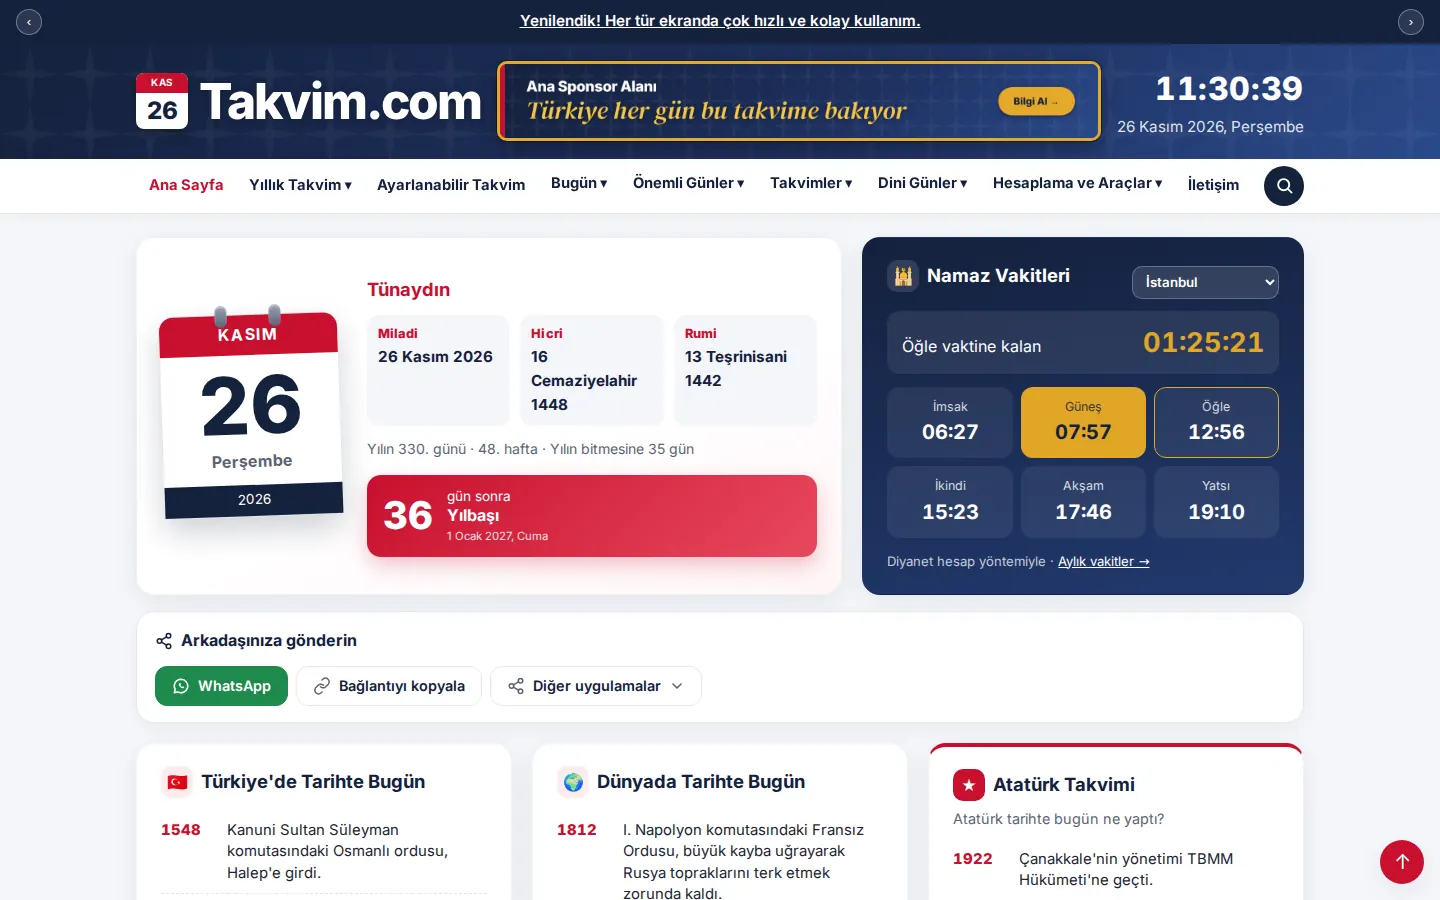 ‹
Yenilendik! Her tür ekranda çok hızlı ve kolay kullanım.
›
KAS
26
Takvim.com
Ana Sponsor Alanı
Türkiye her gün bu takvime bakıyor
Bilgi Al →
11:30:39
26 Kasım 2026, Perşembe
Ana Sayfa
Yıllık Takvim ▾
Ayarlanabilir Takvim
Bugün ▾
Önemli Günler ▾
Takvimler ▾
Dini Günler ▾
Hesaplama ve Araçlar ▾
İletişim
KASIM
26
Perşembe
2026
Tünaydın
Miladi
26 Kasım 2026
Hicri
16
Cemaziyelahir
1448
Rumi
13 Teşrinisani
1442
Yılın 330. günü · 48. hafta · Yılın bitmesine 35 gün
36
gün sonra
Yılbaşı
1 Ocak 2027, Cuma
Namaz Vakitleri
İstanbul
Öğle vaktine kalan
01:25:21
İmsak
06:27
Güneş
07:57
Öğle
12:56
İkindi
15:23
Akşam
17:46
Yatsı
19:10
Diyanet hesap yöntemiyle · Aylık vakitler →
Arkadaşınıza gönderin
WhatsApp
Bağlantıyı kopyala
Diğer uygulamalar
Türkiye'de Tarihte Bugün
1548
Kanuni Sultan Süleyman
komutasındaki Osmanlı ordusu,
Halep'e girdi.
Dünyada Tarihte Bugün
1812
I. Napolyon komutasındaki Fransız
Ordusu, büyük kayba uğrayarak
Rusya topraklarını terk etmek
zorunda kaldı.
Atatürk Takvimi
Atatürk tarihte bugün ne yaptı?
1922
Çanakkale'nin yönetimi TBMM
Hükümeti'ne geçti.